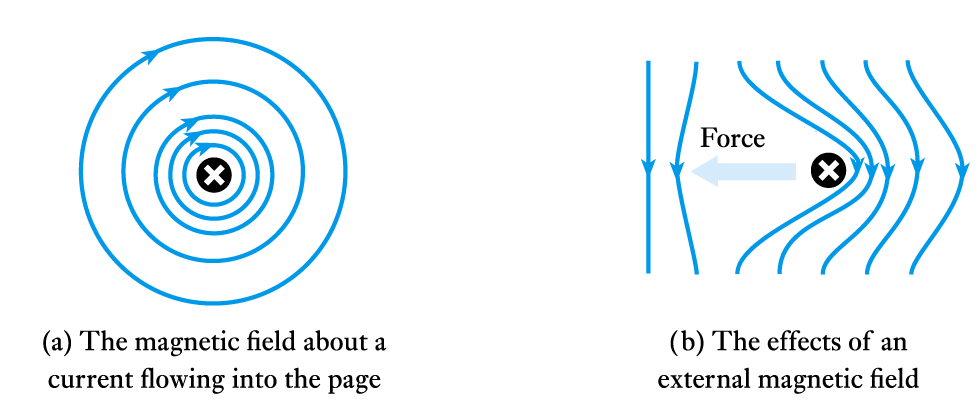 Force
(a) The magnetic field about a
current flowing into the page
(b) The effects of an
external magnetic field